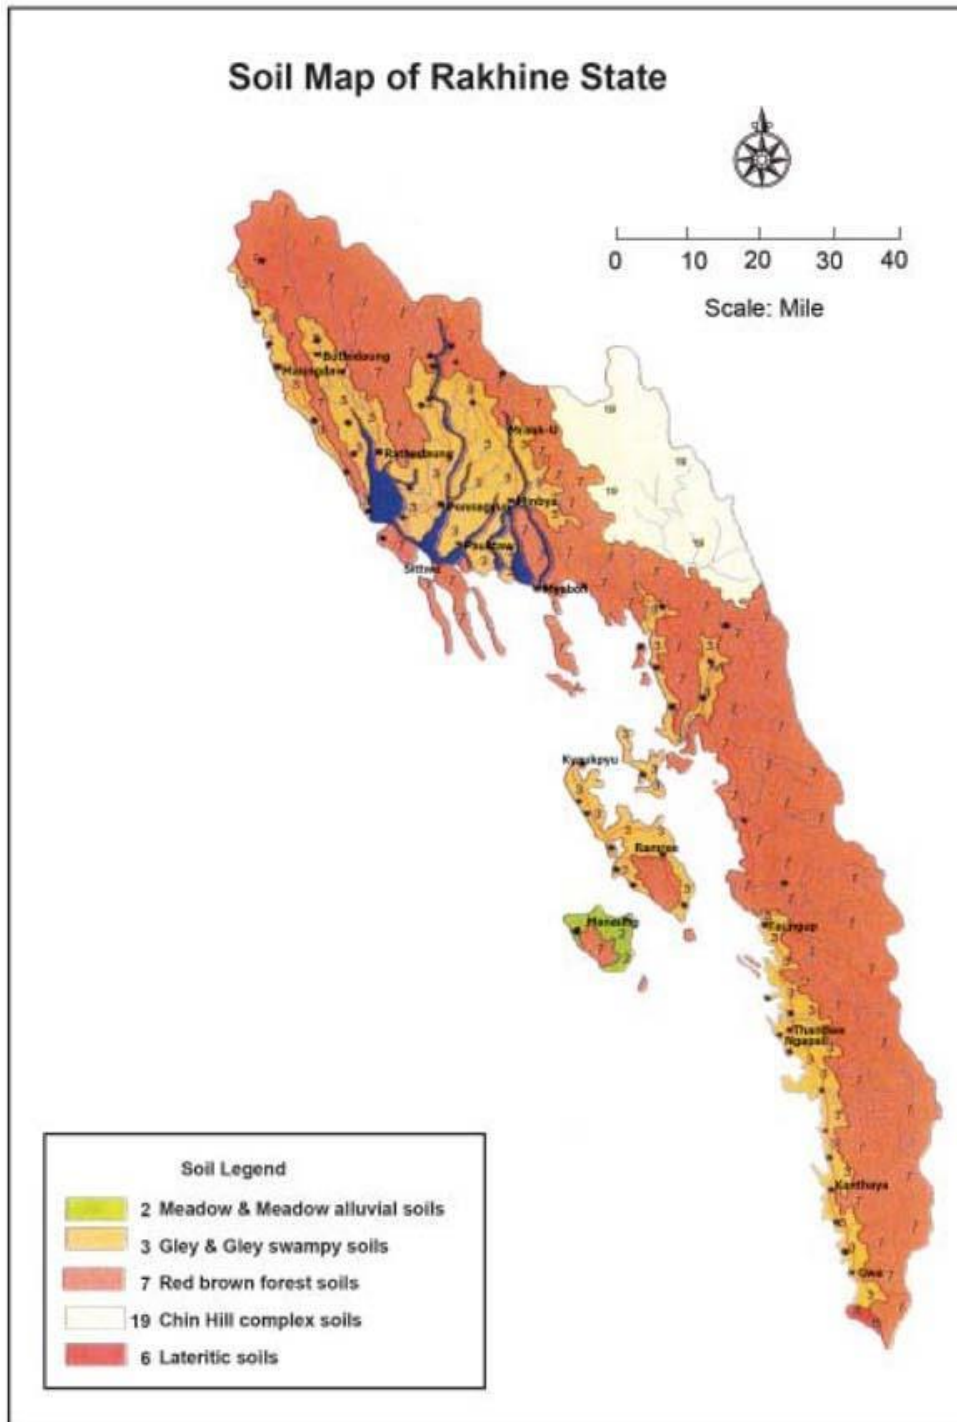 Soil Map of Rakhine State
0 10 20 30 40
Scale: Mile
Buthidaung
Maungdaw
Mrauk-U
Rathedaung
Ponnagyun
Minbya
Pauktaw
Sittwe
Myebon
Kyaukpyu
Ramree
Manaung
Taungup
Thandwe
Ngapali
Kanthaya
Gwa
Soil Legend
2 Meadow & Meadow alluvial soils
3 Gley & Gley swampy soils
7 Red brown forest soils
19 Chin Hill complex soils
6 Lateritic soils